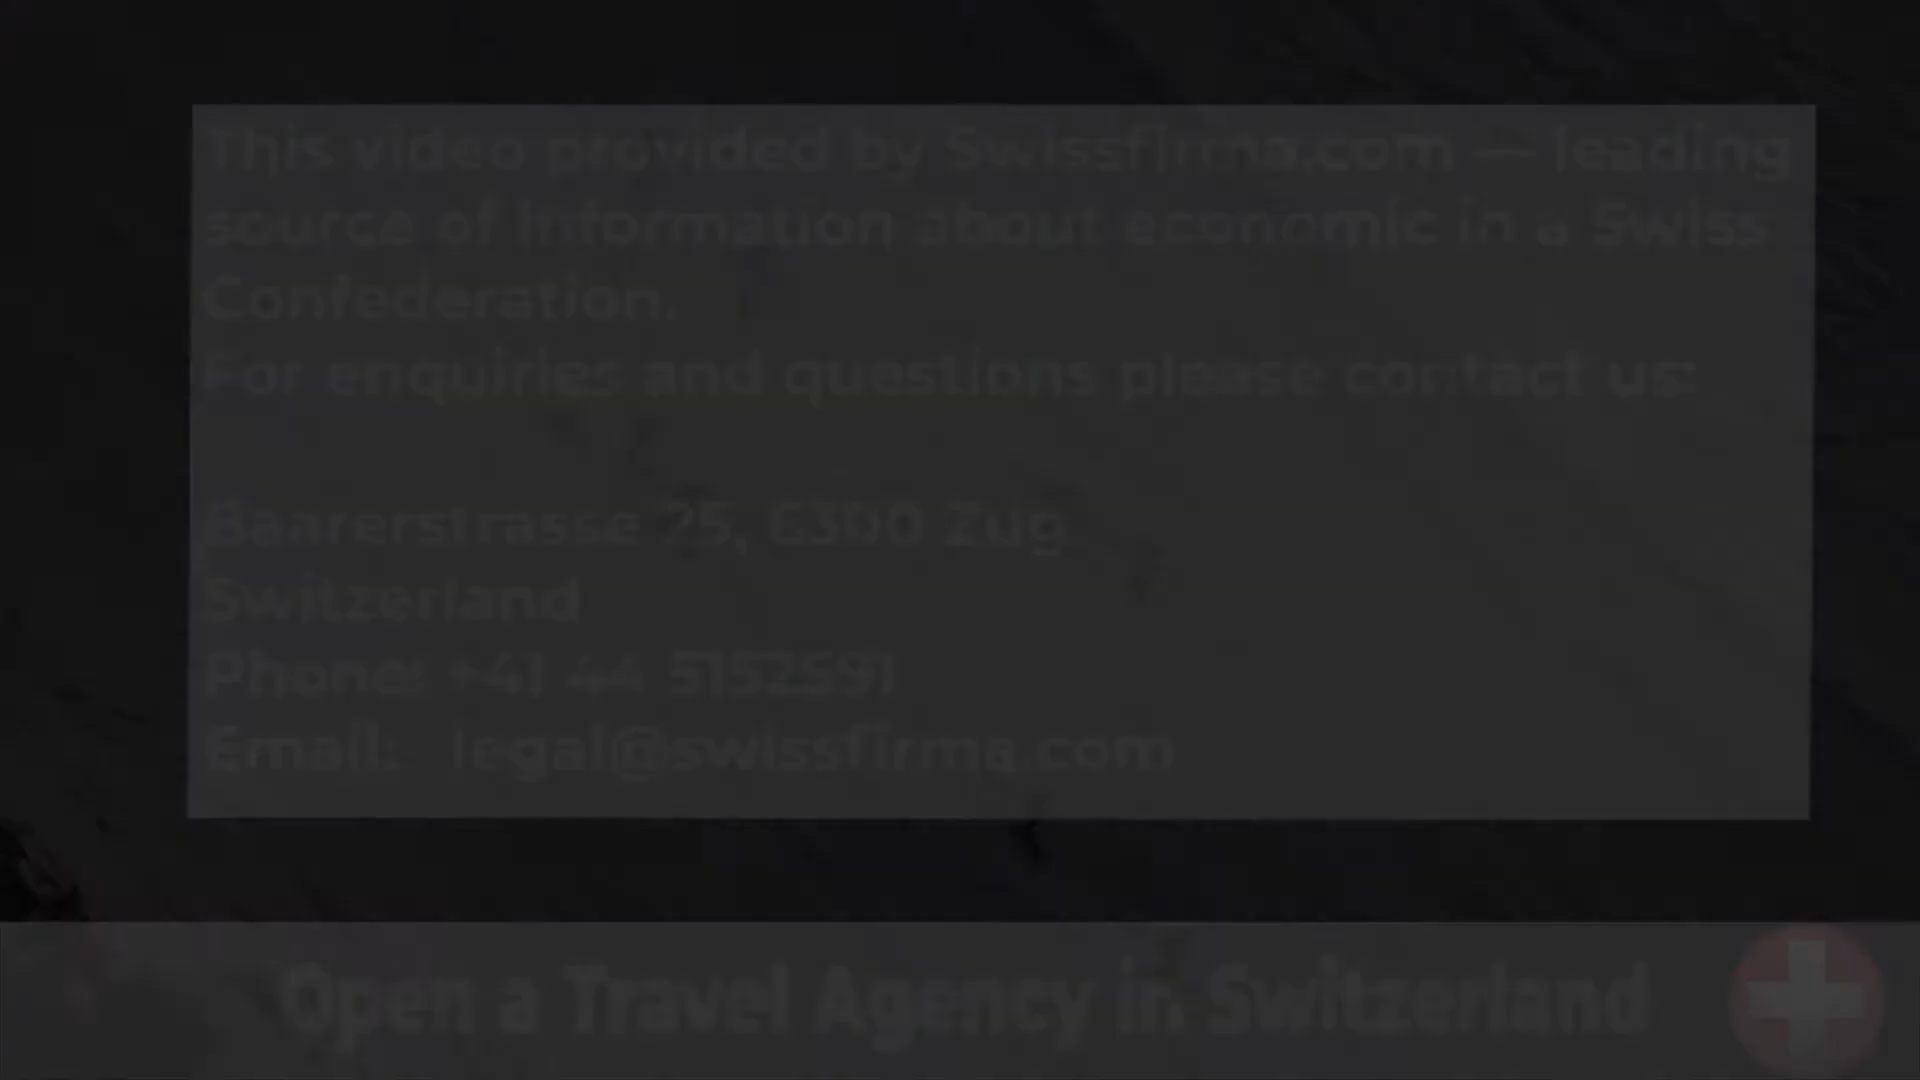 This video provided by Swissfirma.com — leading
source of information about economic in a Swiss
Confederation.
For enquiries and questions please contact us:
Baarerstrasse 25, 6300 Zug
Switzerland
Phone: +41 44 5152591
Email: legal@swissfirma.com
Open a Travel Agency in Switzerland